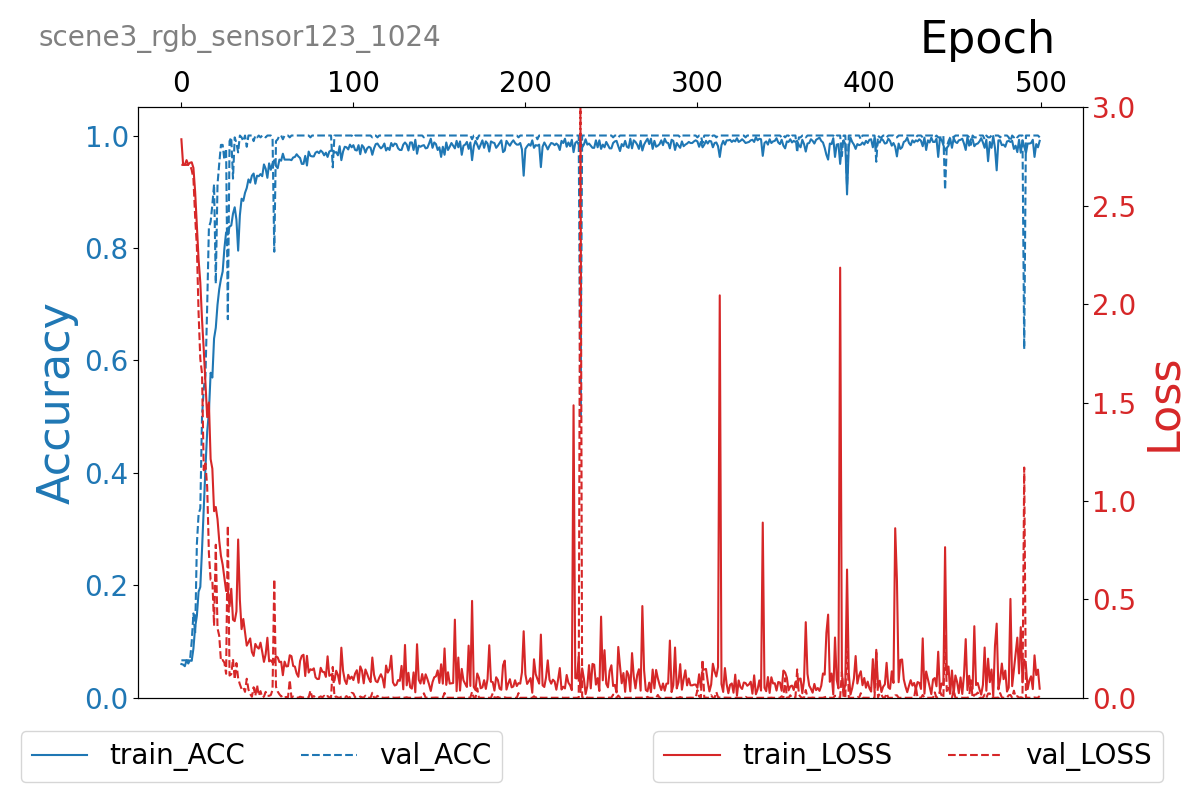 scene3_rgb_sensor123_1024
Epoch
0 100 200 300 400 500
Accuracy
1.0
0.8
0.6
0.4
0.2
0.0
Loss
3.0
2.5
2.0
1.5
1.0
0.5
0.0
train_ACC val_ACC
train_LOSS val_LOSS